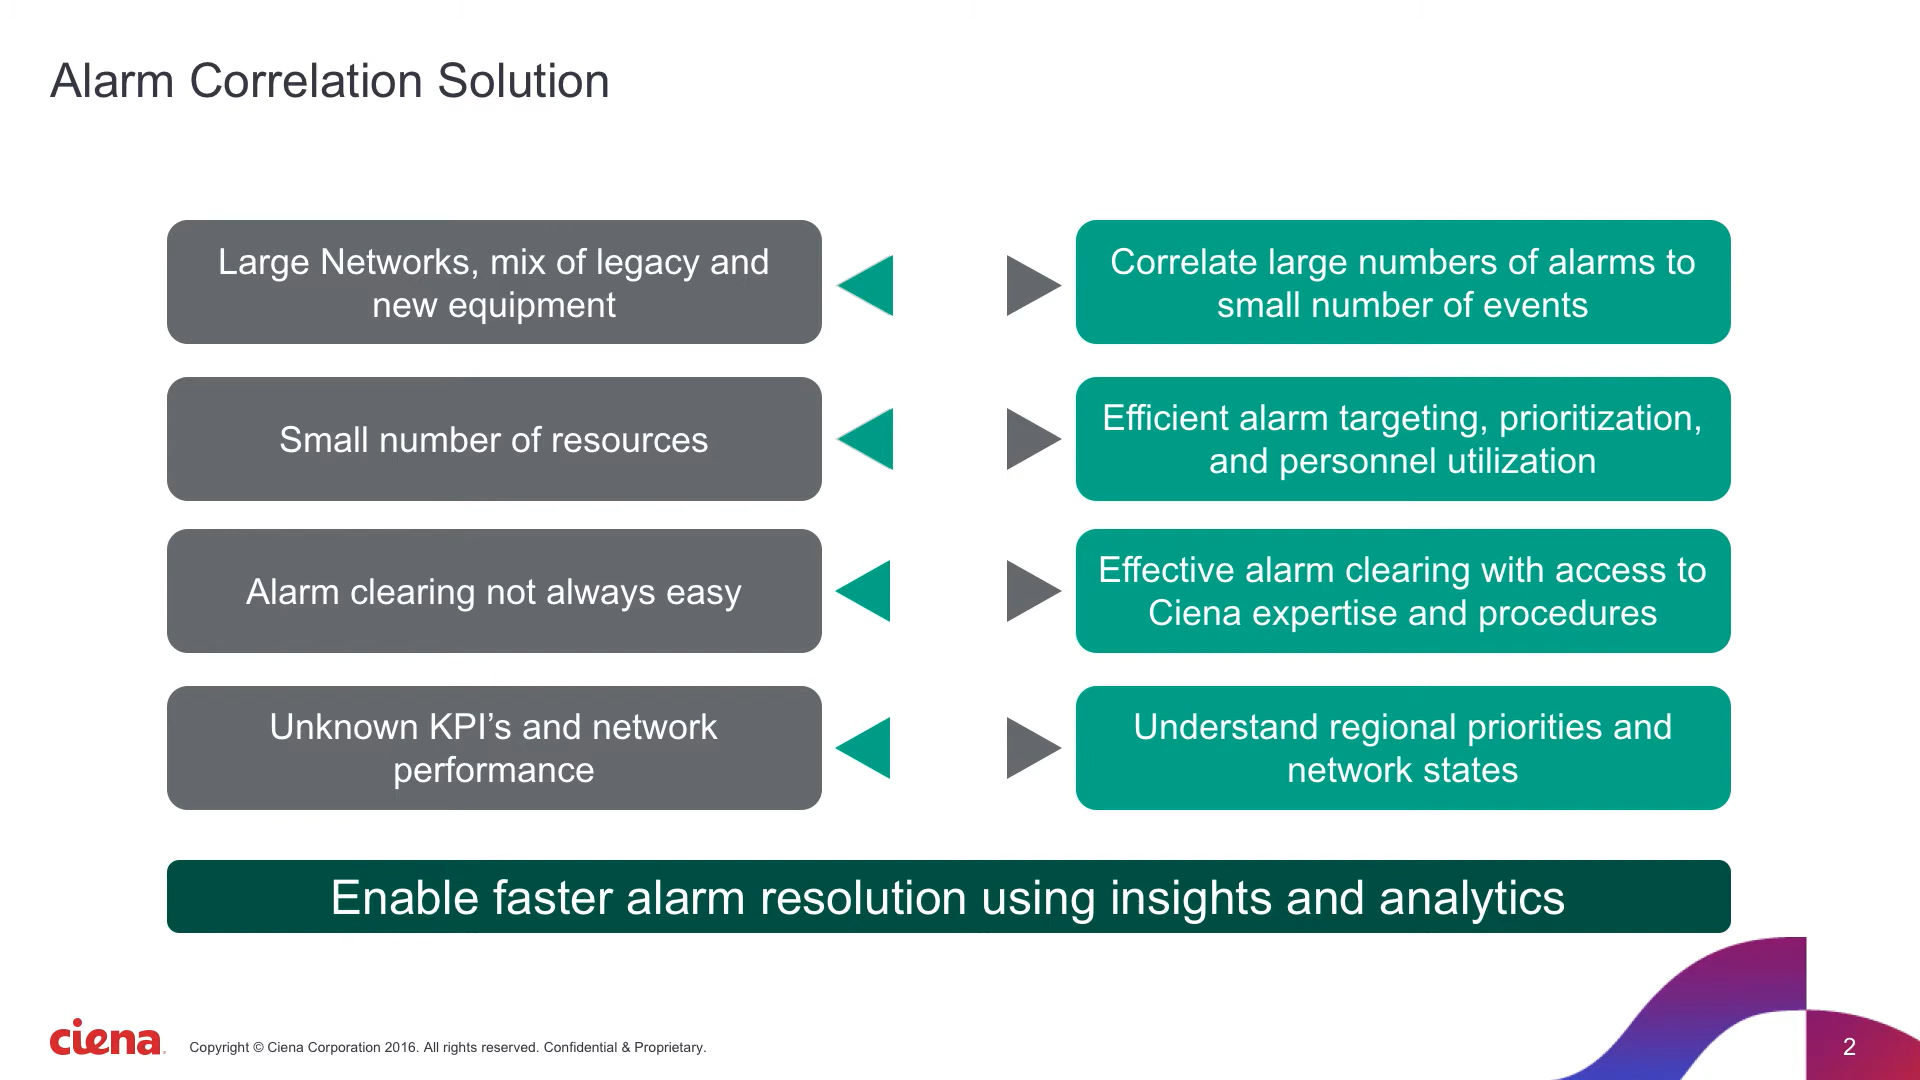 Alarm Correlation Solution
Large Networks, mix of legacy and
new equipment
Correlate large numbers of alarms to
small number of events
Small number of resources
Efficient alarm targeting, prioritization,
and personnel utilization
Alarm clearing not always easy
Effective alarm clearing with access to
Ciena expertise and procedures
Unknown KPI’s and network
performance
Understand regional priorities and
network states
Enable faster alarm resolution using insights and analytics
ciena
Copyright © Ciena Corporation 2016. All rights reserved. Confidential & Proprietary.
2